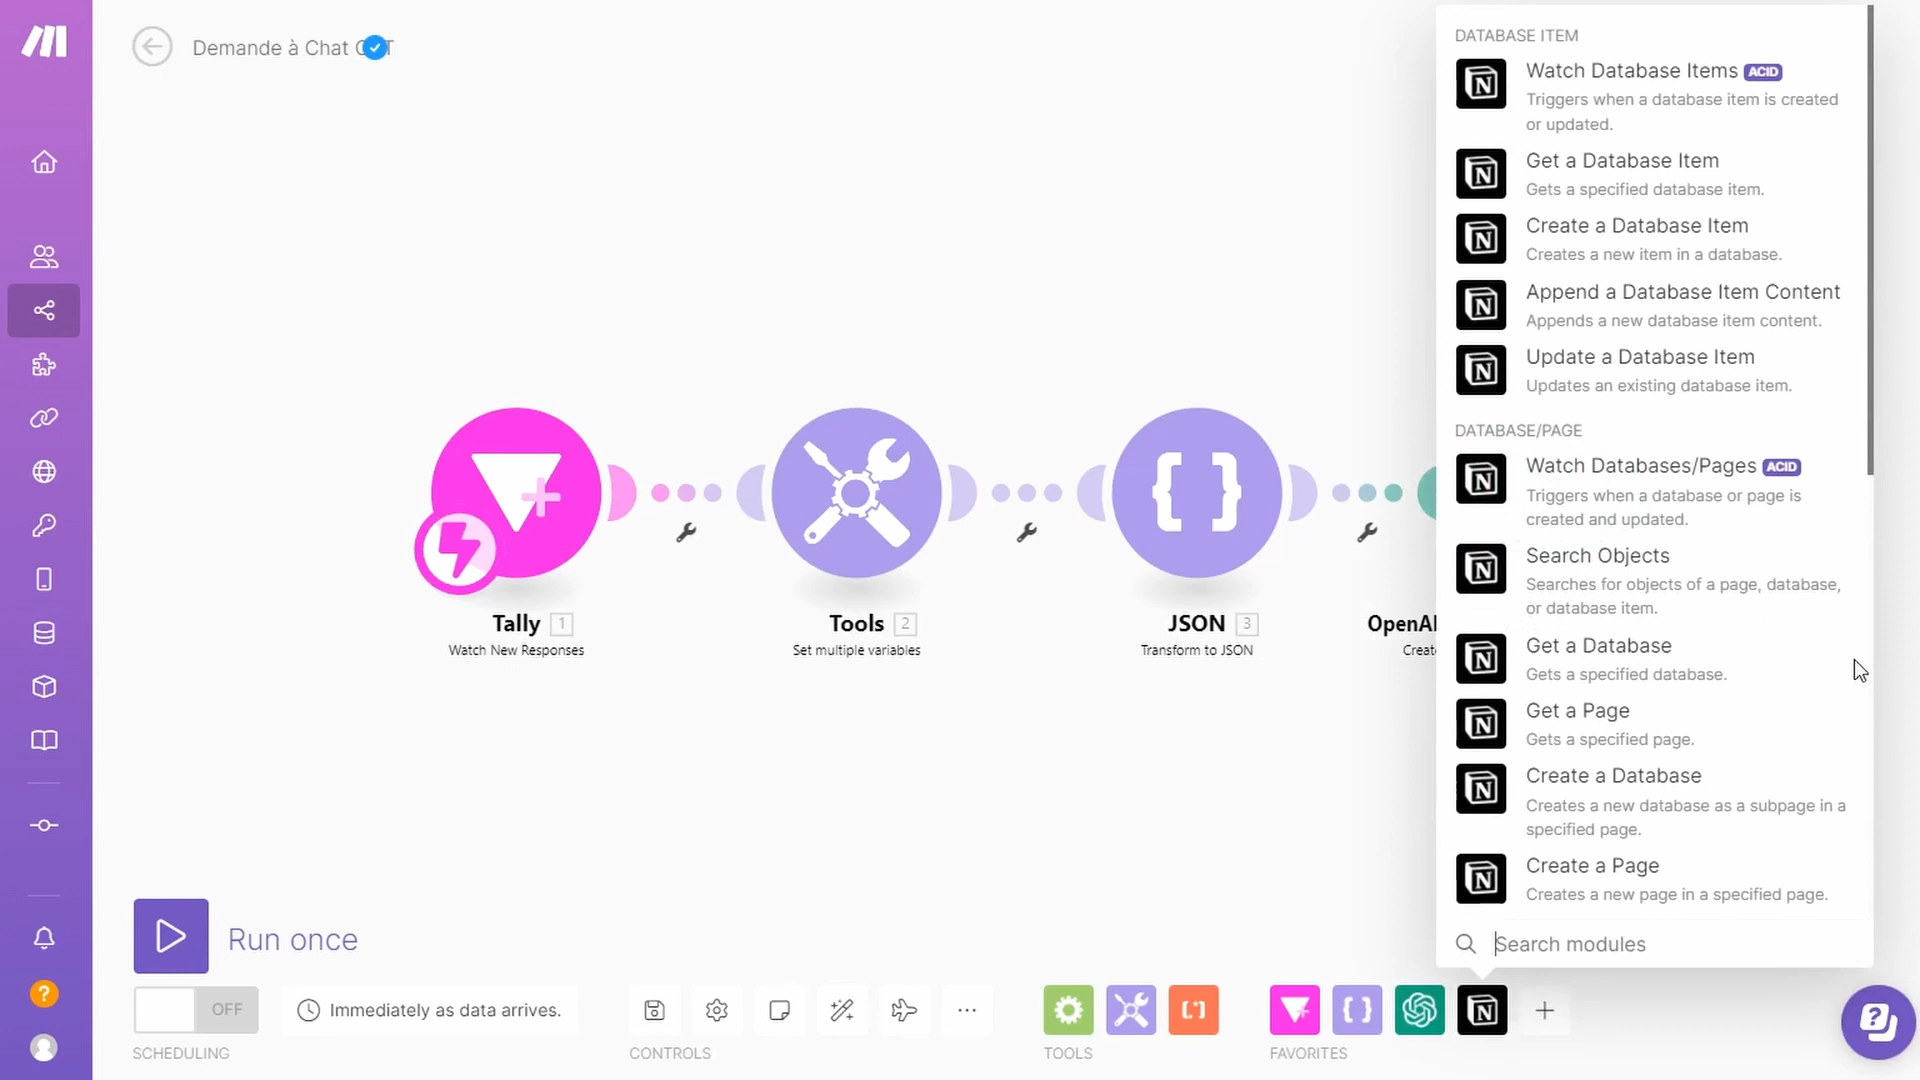 Demande à Chat G T
DATABASE ITEM
Watch Database Items ACID
Triggers when a database item is created
or updated.
Get a Database Item
Gets a specified database item.
Create a Database Item
Creates a new item in a database.
Append a Database Item Content
Appends a new database item content.
Update a Database Item
Updates an existing database item.
DATABASE/PAGE
Watch Databases/Pages ACID
Triggers when a database or page is
created and updated.
Search Objects
Searches for objects of a page, database,
or database item.
Get a Database
Gets a specified database.
Get a Page
Gets a specified page.
Create a Database
Creates a new database as a subpage in a
specified page.
Create a Page
Creates a new page in a specified page.
Search modules
Tally 1
Watch New Responses
Tools 2
Set multiple variables
JSON 3
Transform to JSON
OpenAI
Create
Run once
OFF
Immediately as data arrives.
SCHEDULING
CONTROLS
TOOLS
FAVORITES